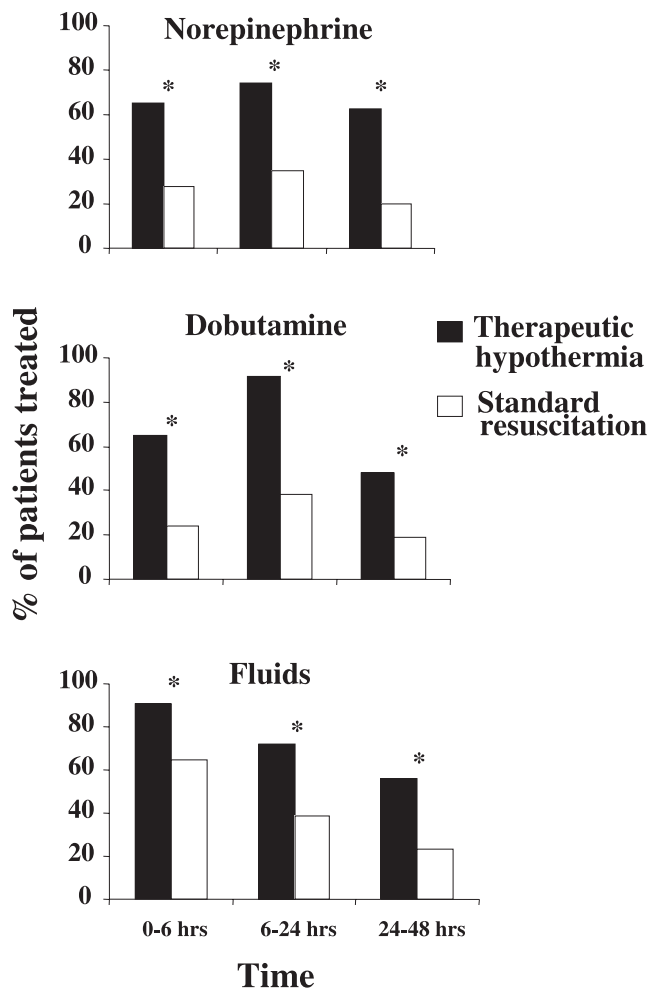 Norepinephrine
100
80
60
40
20
0
*
*
*
% of patients treated
Dobutamine
100
80
60
40
20
0
*
*
*
Therapeutic
hypothermia
Standard
resuscitation
Fluids
100
80
60
40
20
0
*
*
*
0-6 hrs
6-24 hrs
24-48 hrs
Time